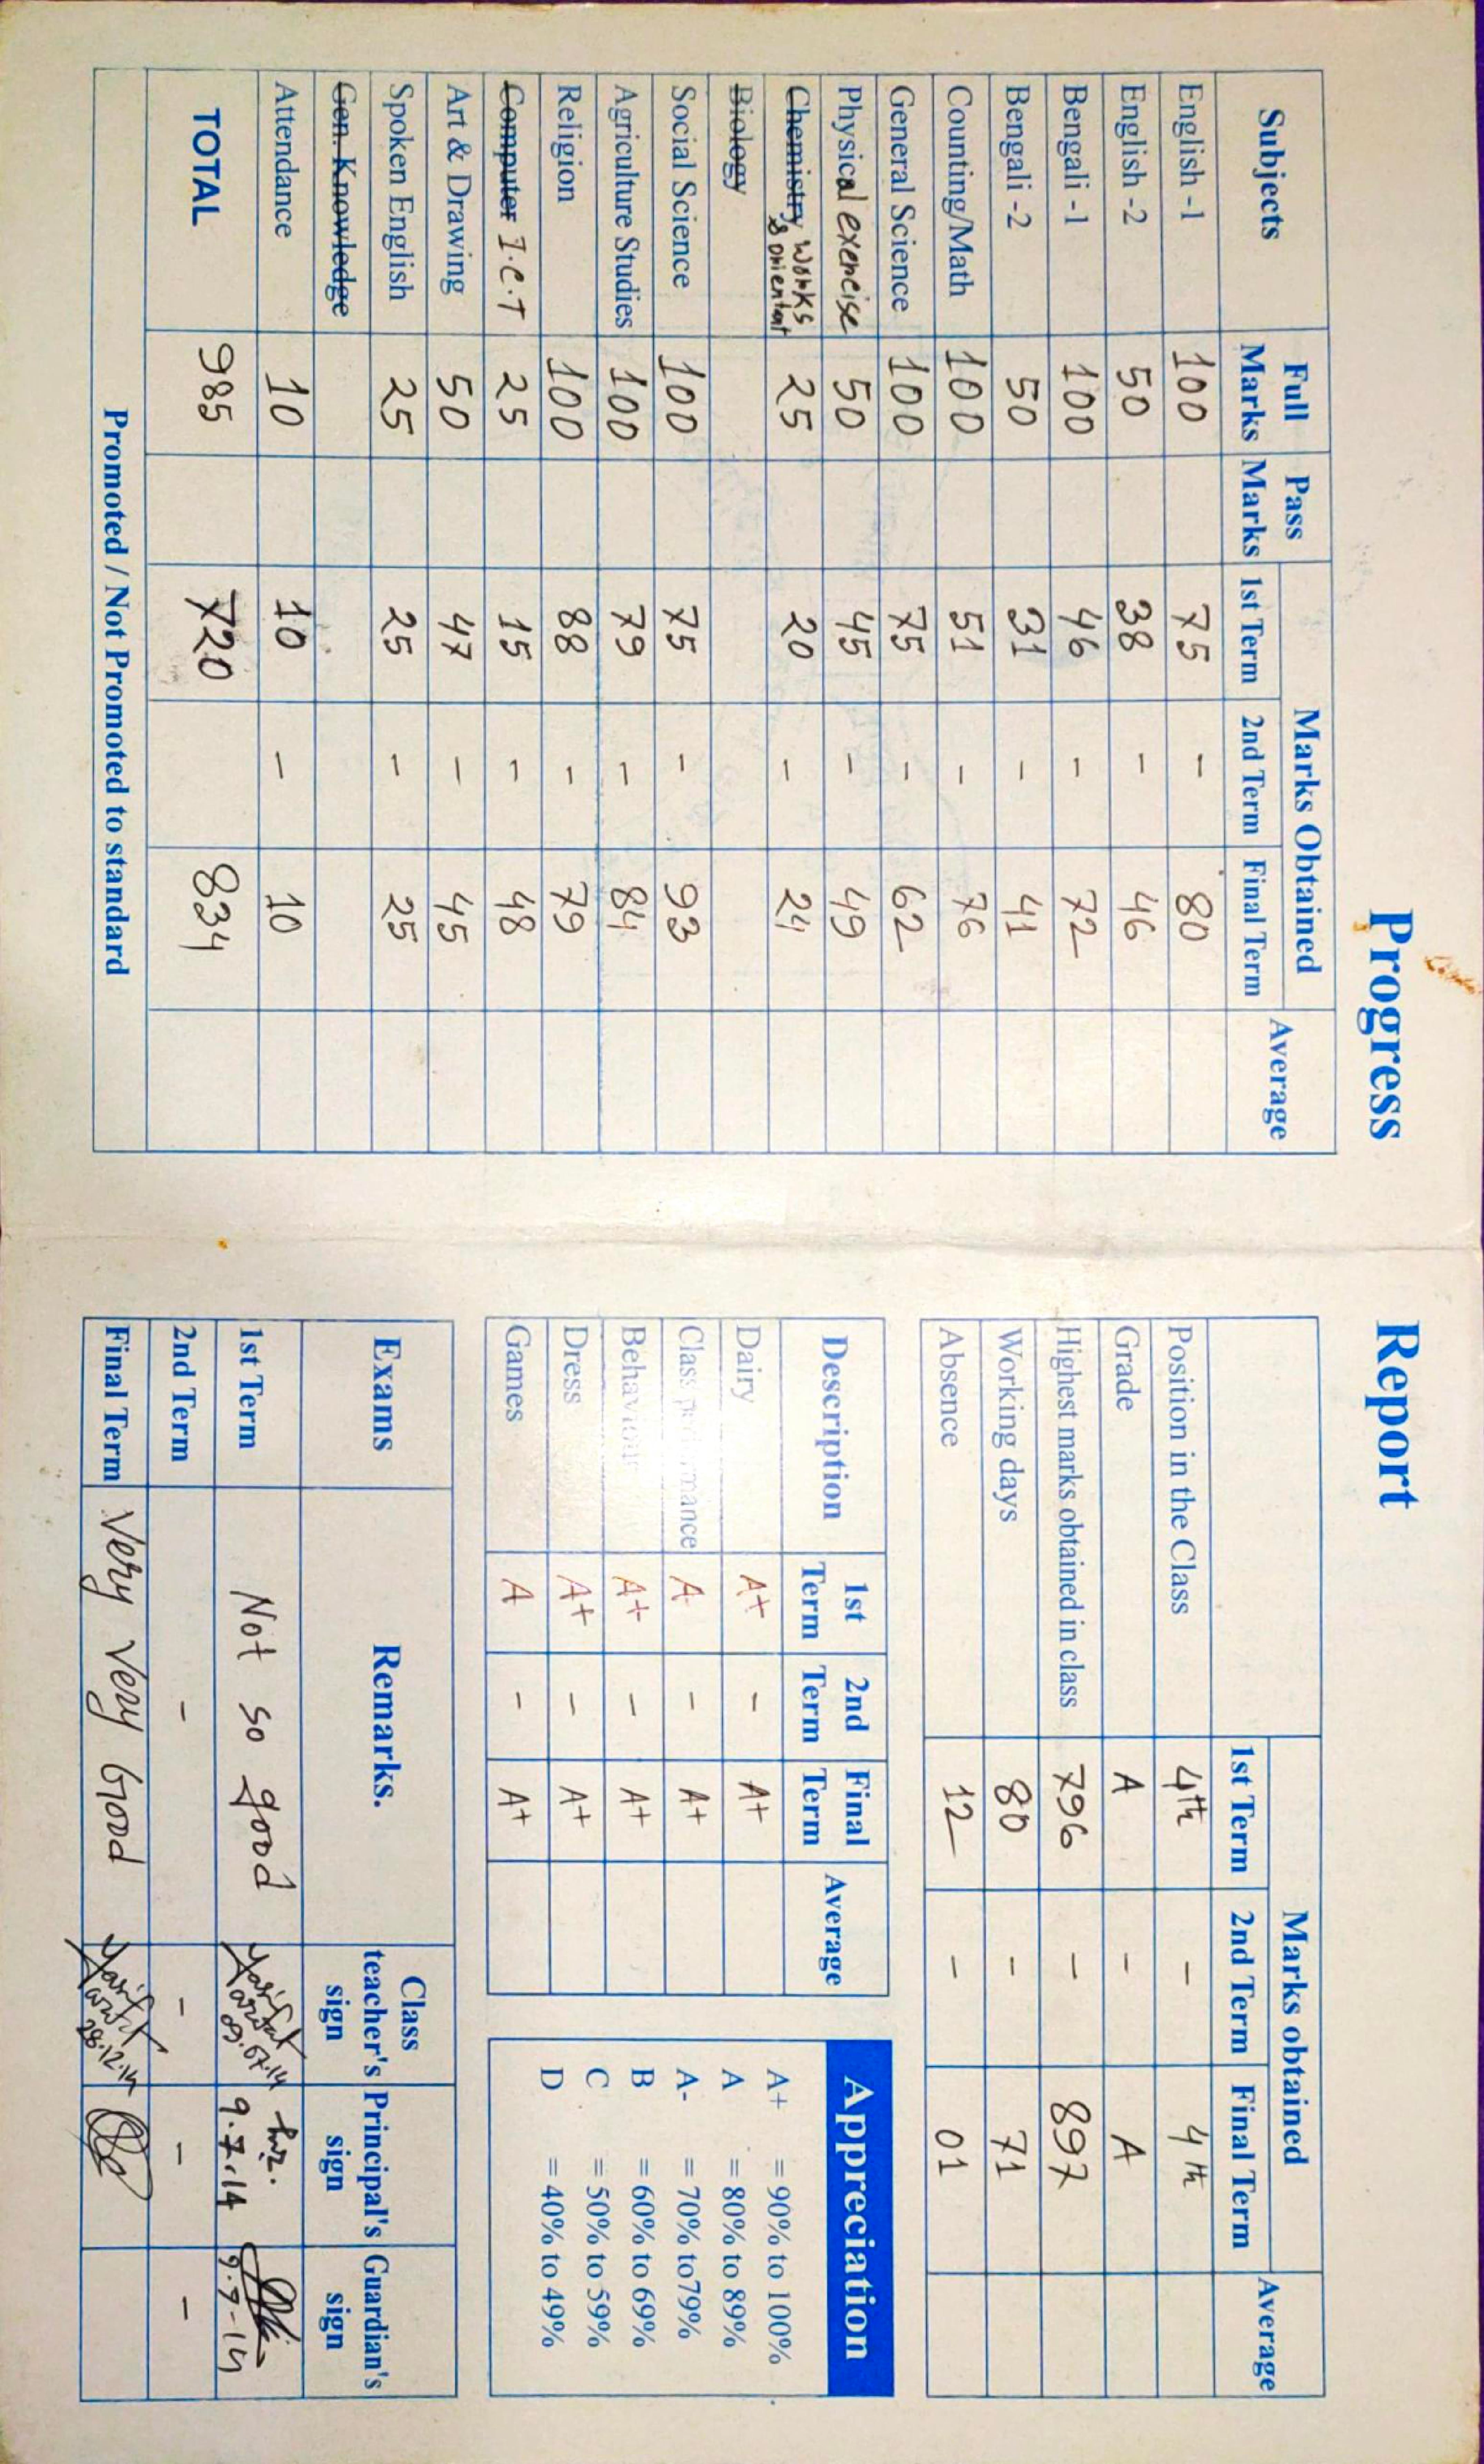 Progress Report
Subjects Full Marks Pass Marks Marks Obtained Average
1st Term 2nd Term Final Term
English -1 100 75 – 80
English -2 50 38 – 46
Bengali -1 100 46 – 72
Bengali -2 50 31 – 41
Counting/Math 100 51 – 76
General Science 100 75 – 62
Physical exercise 50 45 – 49
Chemistry works & orientat 25 20 – 24
Biology
Social Science 100 75 – 93
Agriculture Studies 100 79 – 84
Religion 100 88 – 79
Computer I.C.T 25 15 – 48
Art & Drawing 50 47 – 45
Spoken English 25 25 – 25
Gen. Knowledge
Attendance 10 10 – 10
TOTAL 985 720 834
Promoted / Not Promoted to standard
Marks obtained Average
1st Term 2nd Term Final Term
Position in the Class 4th – 4th
Grade A – A
Highest marks obtained in class 796 – 897
Working days 80 – 71
Absence 12 – 01
Description 1st Term 2nd Term Final Term Average
Dairy A+ – A+
Class performance A – A+
Behaviour A+ – A+
Dress A+ – A+
Games A – A+
Appreciation
A+ = 90% to 100%
A = 80% to 89%
A- = 70% to79%
B = 60% to 69%
C = 50% to 59%
D = 40% to 49%
Exams Remarks. Class teacher's sign Principal's sign Guardian's sign
1st Term Not so good Yasir arafat 09.07.14 9.7.14 9-7-14
2nd Term – – – –
Final Term Very Very Good Yasir arafat 28.12.14